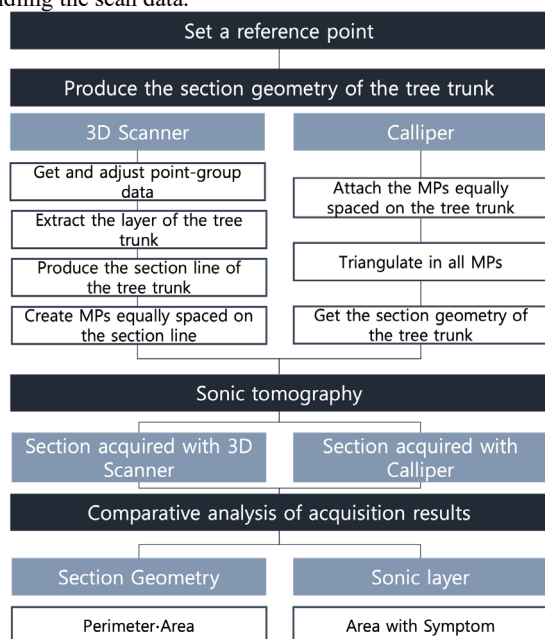 nding the scan data.
Set a reference point
Produce the section geometry of the tree trunk
3D Scanner
Get and adjust point-group
data
Extract the layer of the tree
trunk
Produce the section line of
the tree trunk
Create MPs equally spaced on
the section line
Calliper
Attach the MPs equally
spaced on the tree trunk
Triangulate in all MPs
Get the section geometry of
the tree trunk
Sonic tomography
Section acquired with 3D
Scanner
Section acquired with
Calliper
Comparative analysis of acquisition results
Section Geometry
Perimeter·Area
Sonic layer
Area with Symptom